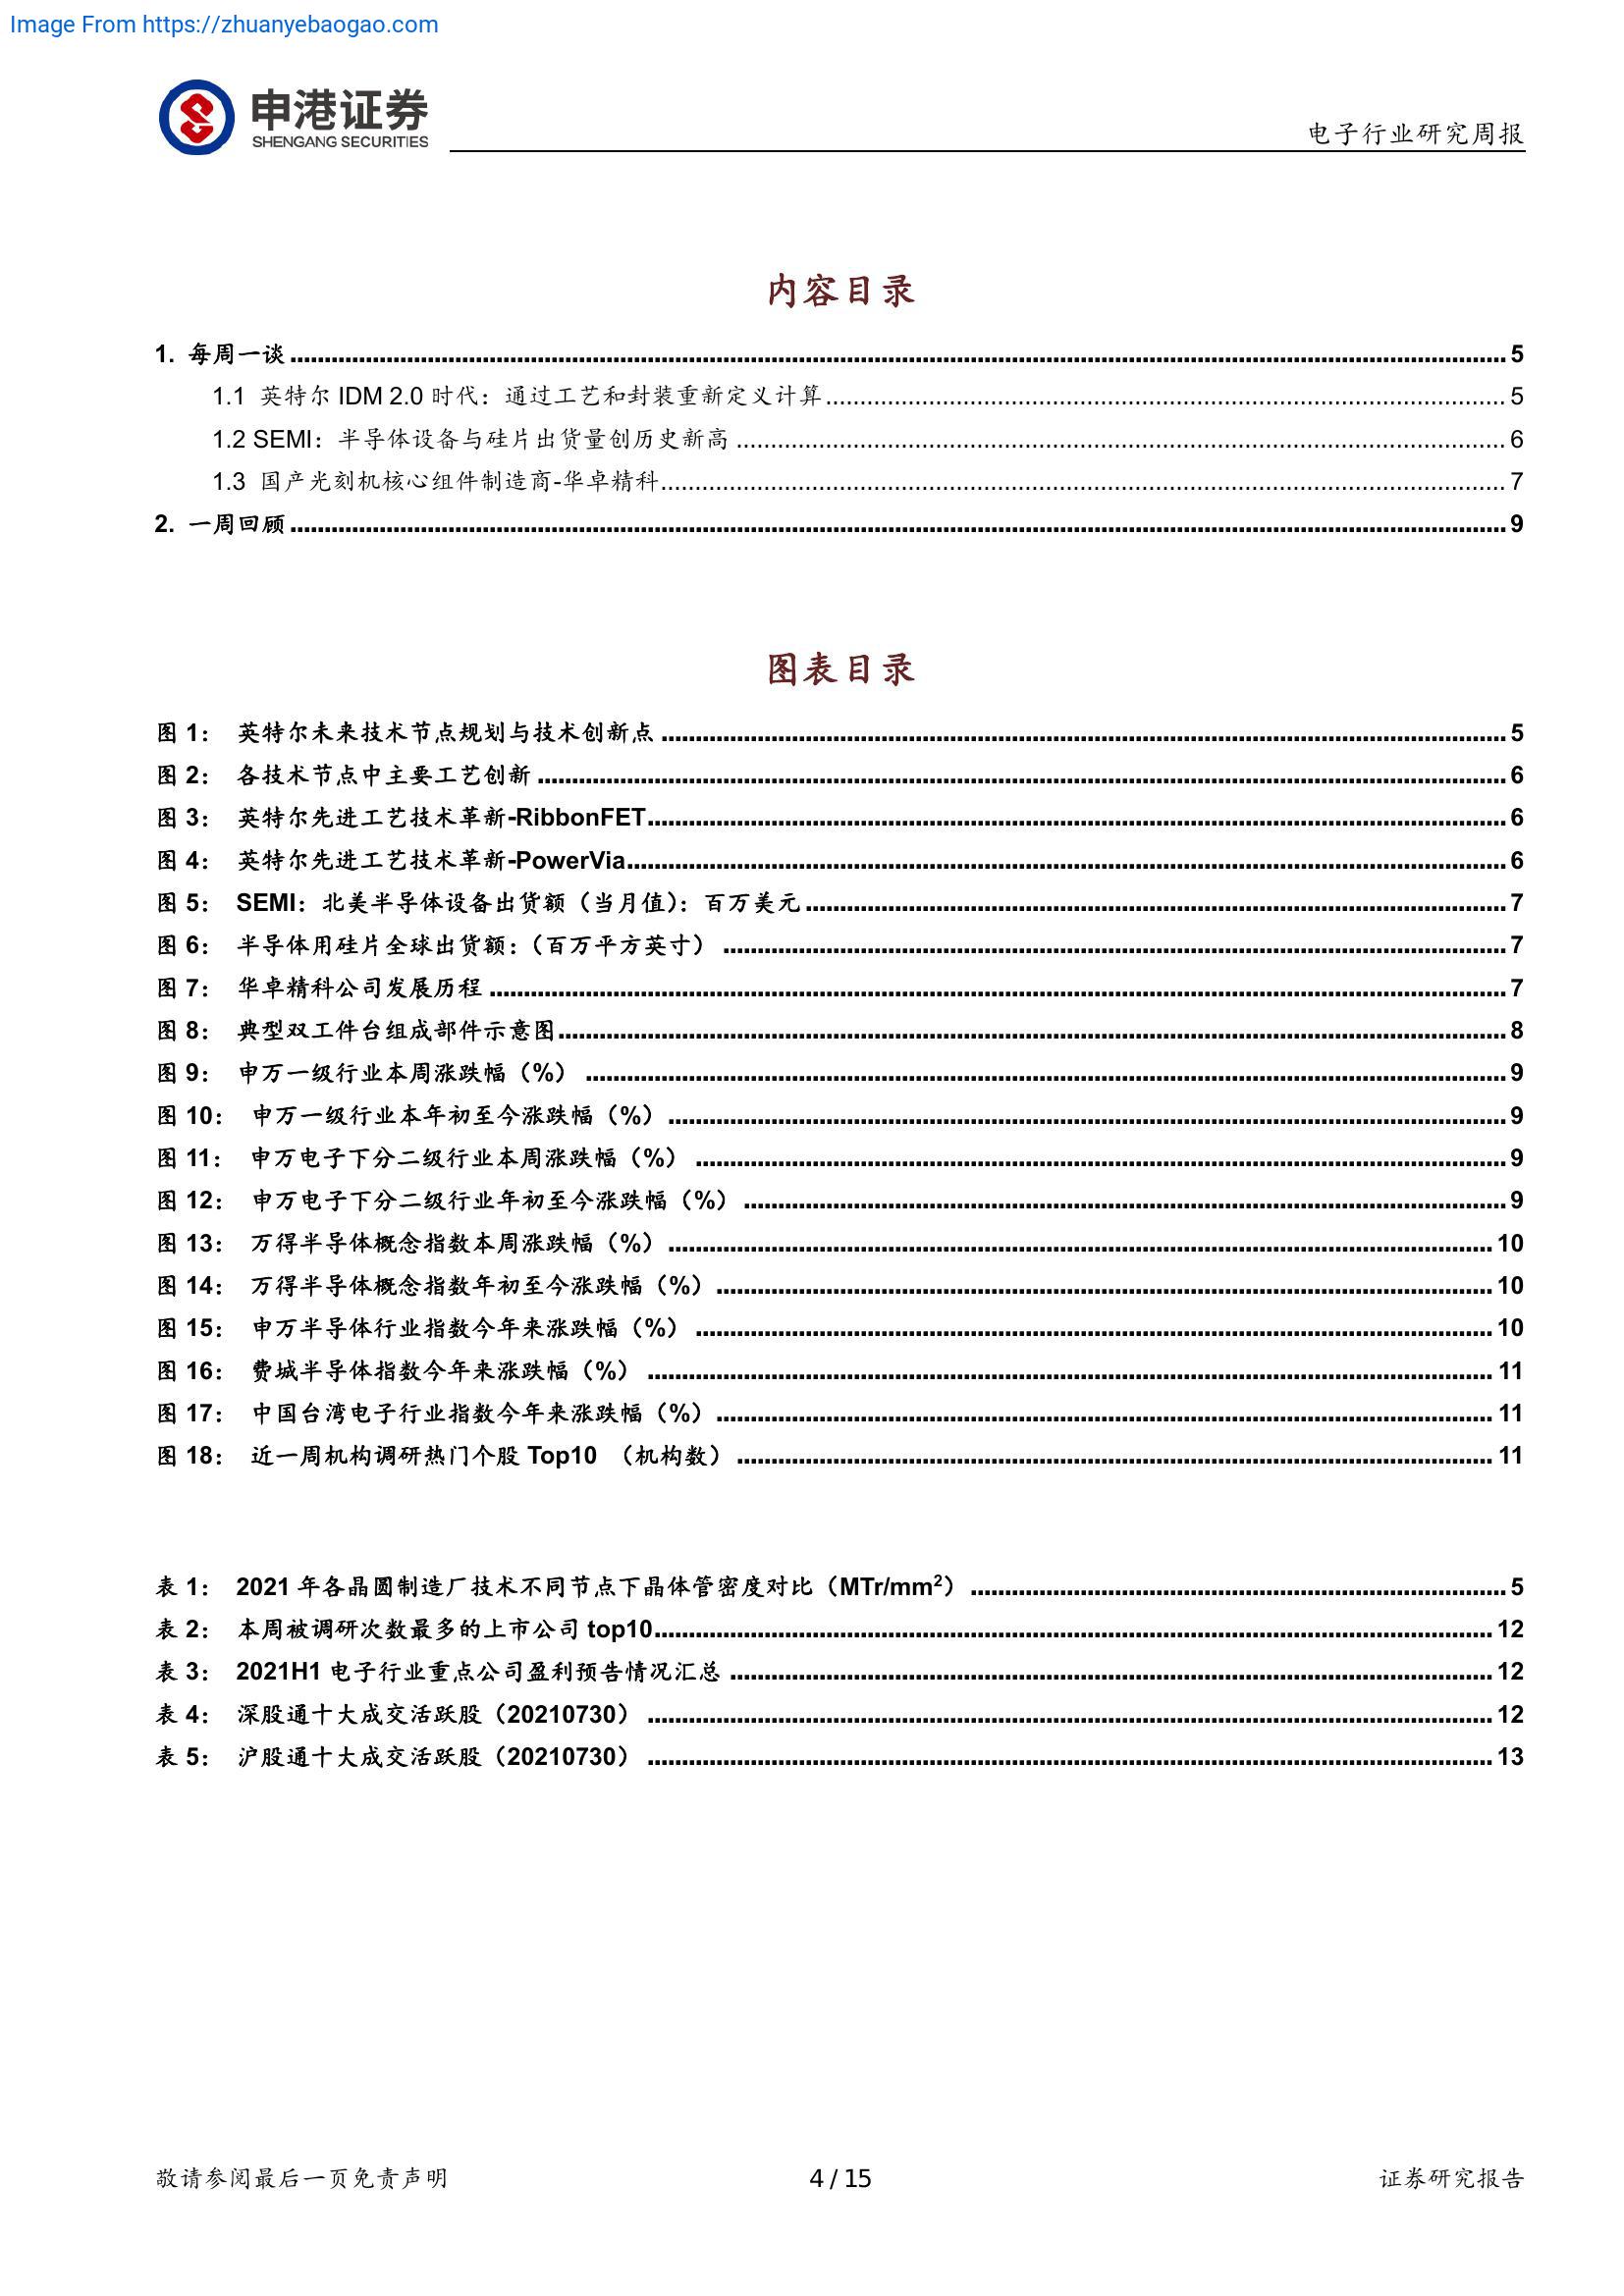 Image From https://zhuanyebaogao.com
申港证券
SHENGANG SECURITIES
电子行业研究周报
内容目录
1. 每周一谈 5
1.1 英特尔 IDM 2.0 时代：通过工艺和封装重新定义计算 5
1.2 SEMI：半导体设备与硅片出货量创历史新高 6
1.3 国产光刻机核心组件制造商-华卓精科 7
2. 一周回顾 9
图表目录
图 1： 英特尔未来技术节点规划与技术创新点 5
图 2： 各技术节点中主要工艺创新 6
图 3： 英特尔先进工艺技术革新-RibbonFET 6
图 4： 英特尔先进工艺技术革新-PowerVia 6
图 5： SEMI：北美半导体设备出货额（当月值）：百万美元 7
图 6： 半导体用硅片全球出货额：（百万平方英寸） 7
图 7： 华卓精科公司发展历程 7
图 8： 典型双工件台组成部件示意图 8
图 9： 申万一级行业本周涨跌幅（%） 9
图 10： 申万一级行业本年初至今涨跌幅（%） 9
图 11： 申万电子下分二级行业本周涨跌幅（%） 9
图 12： 申万电子下分二级行业年初至今涨跌幅（%） 9
图 13： 万得半导体概念指数本周涨跌幅（%） 10
图 14： 万得半导体概念指数年初至今涨跌幅（%） 10
图 15： 申万半导体行业指数今年来涨跌幅（%） 10
图 16： 费城半导体指数今年来涨跌幅（%） 11
图 17： 中国台湾电子行业指数今年来涨跌幅（%） 11
图 18： 近一周机构调研热门个股 Top10 （机构数） 11
表 1： 2021 年各晶圆制造厂技术不同节点下晶体管密度对比（MTr/mm²） 5
表 2： 本周被调研次数最多的上市公司 top10 12
表 3： 2021H1 电子行业重点公司盈利预告情况汇总 12
表 4： 深股通十大成交活跃股（20210730） 12
表 5： 沪股通十大成交活跃股（20210730） 13
敬请参阅最后一页免责声明
4 / 15
证券研究报告